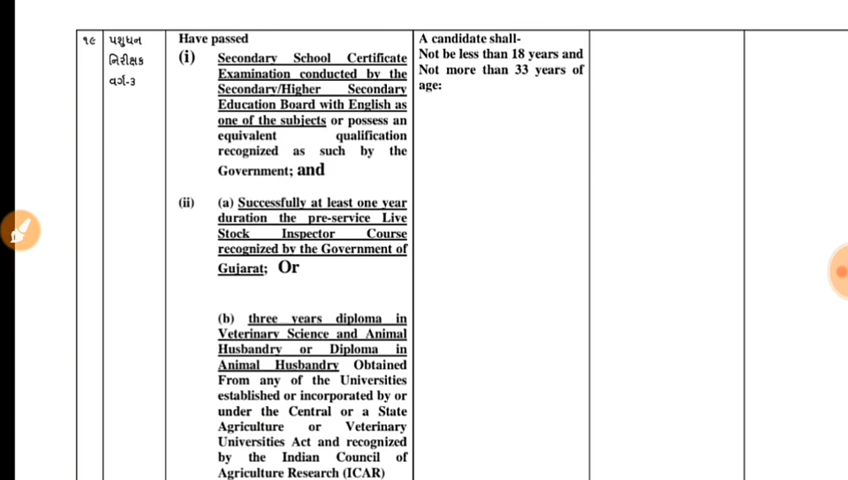 ૧૯
પશુધન
નિરીક્ષક
વર્ગ-૩
Have passed
(i) Secondary School Certificate
Examination conducted by the
Secondary/Higher Secondary
Education Board with English as
one of the subjects or possess an
equivalent qualification
recognized as such by the
Government; and
(ii) (a) Successfully at least one year
duration the pre-service Live
Stock Inspector Course
recognized by the Government of
Gujarat; Or
(b) three years diploma in
Veterinary Science and Animal
Husbandry or Diploma in
Animal Husbandry Obtained
From any of the Universities
established or incorporated by or
under the Central or a State
Agriculture or Veterinary
Universities Act and recognized
by the Indian Council of
Agriculture Research (ICAR)
A candidate shall-
Not be less than 18 years and
Not more than 33 years of
age: